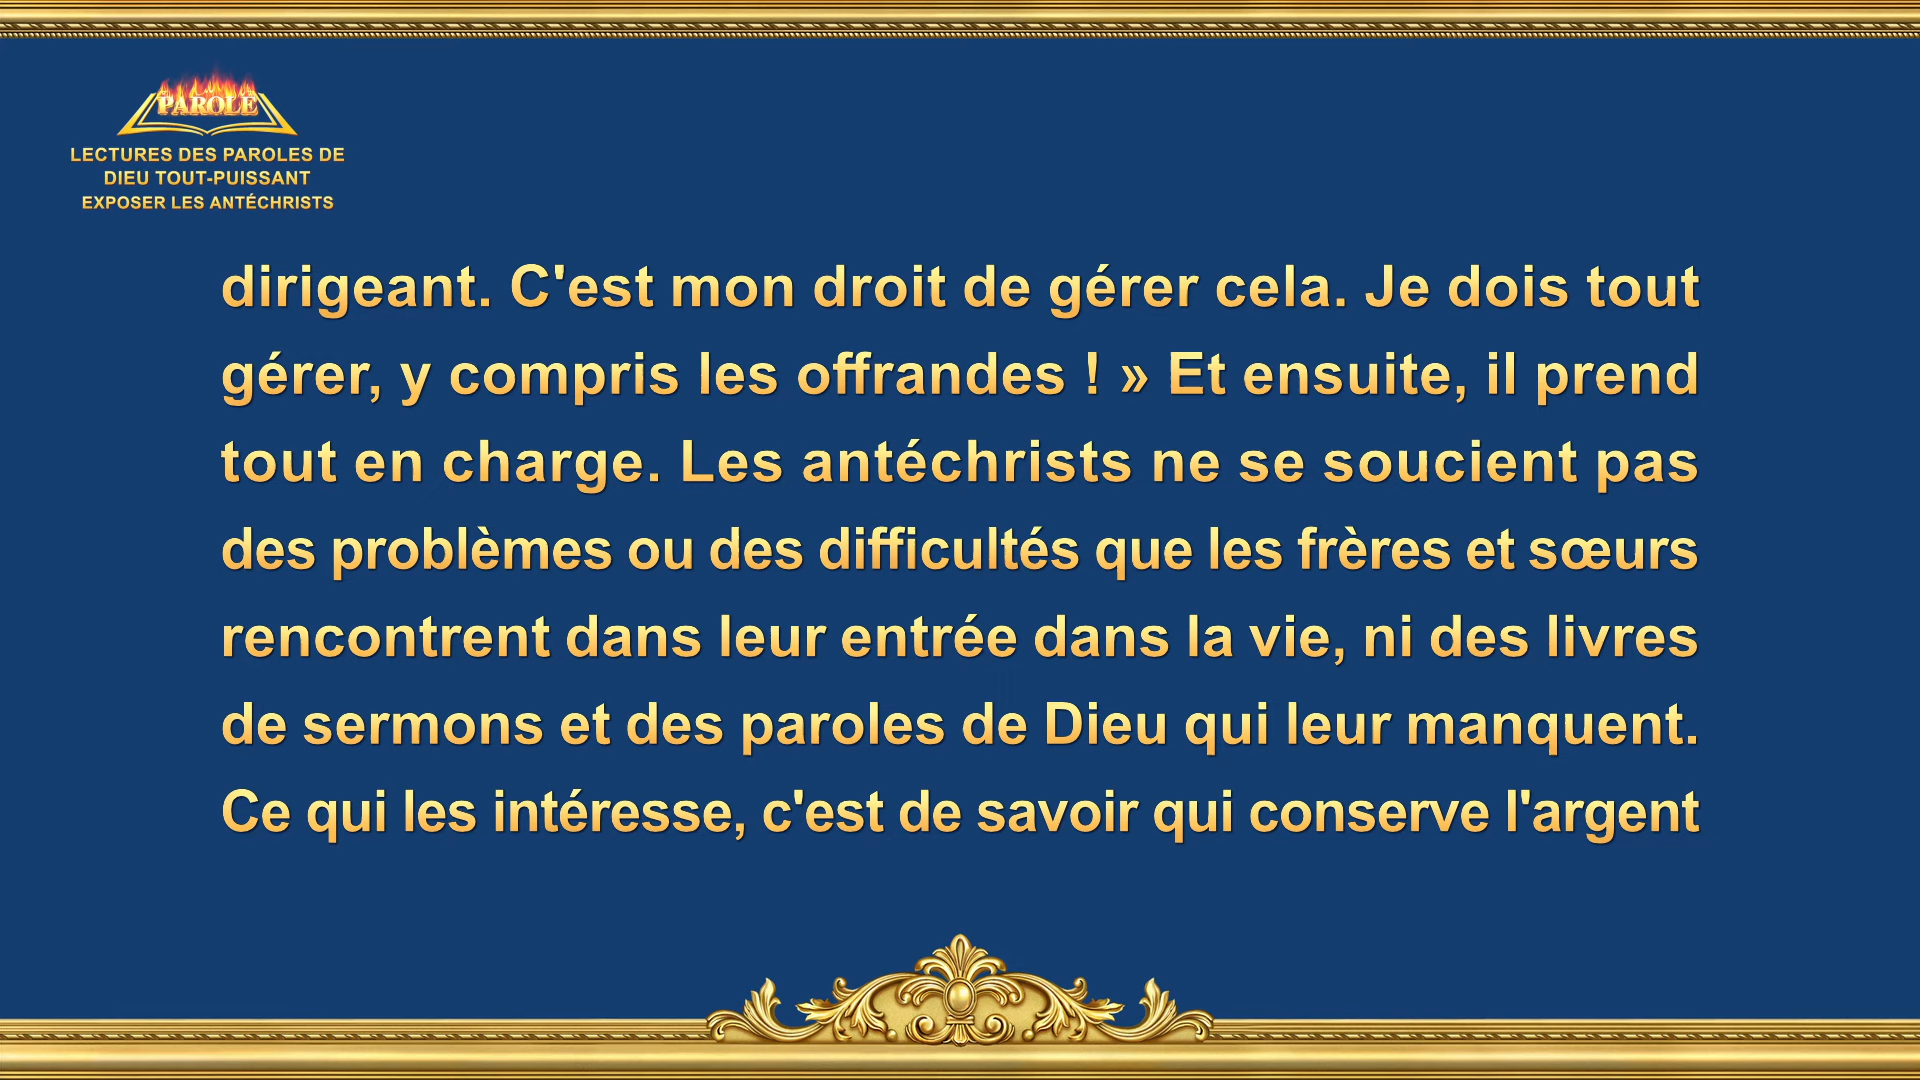 PAROLE
LECTURES DES PAROLES DE
DIEU TOUT-PUISSANT
EXPOSER LES ANTÉCHRISTS
dirigeant. C'est mon droit de gérer cela. Je dois tout
gérer, y compris les offrandes ! » Et ensuite, il prend
tout en charge. Les antéchrists ne se soucient pas
des problèmes ou des difficultés que les frères et sœurs
rencontrent dans leur entrée dans la vie, ni des livres
de sermons et des paroles de Dieu qui leur manquent.
Ce qui les intéresse, c'est de savoir qui conserve l'argent